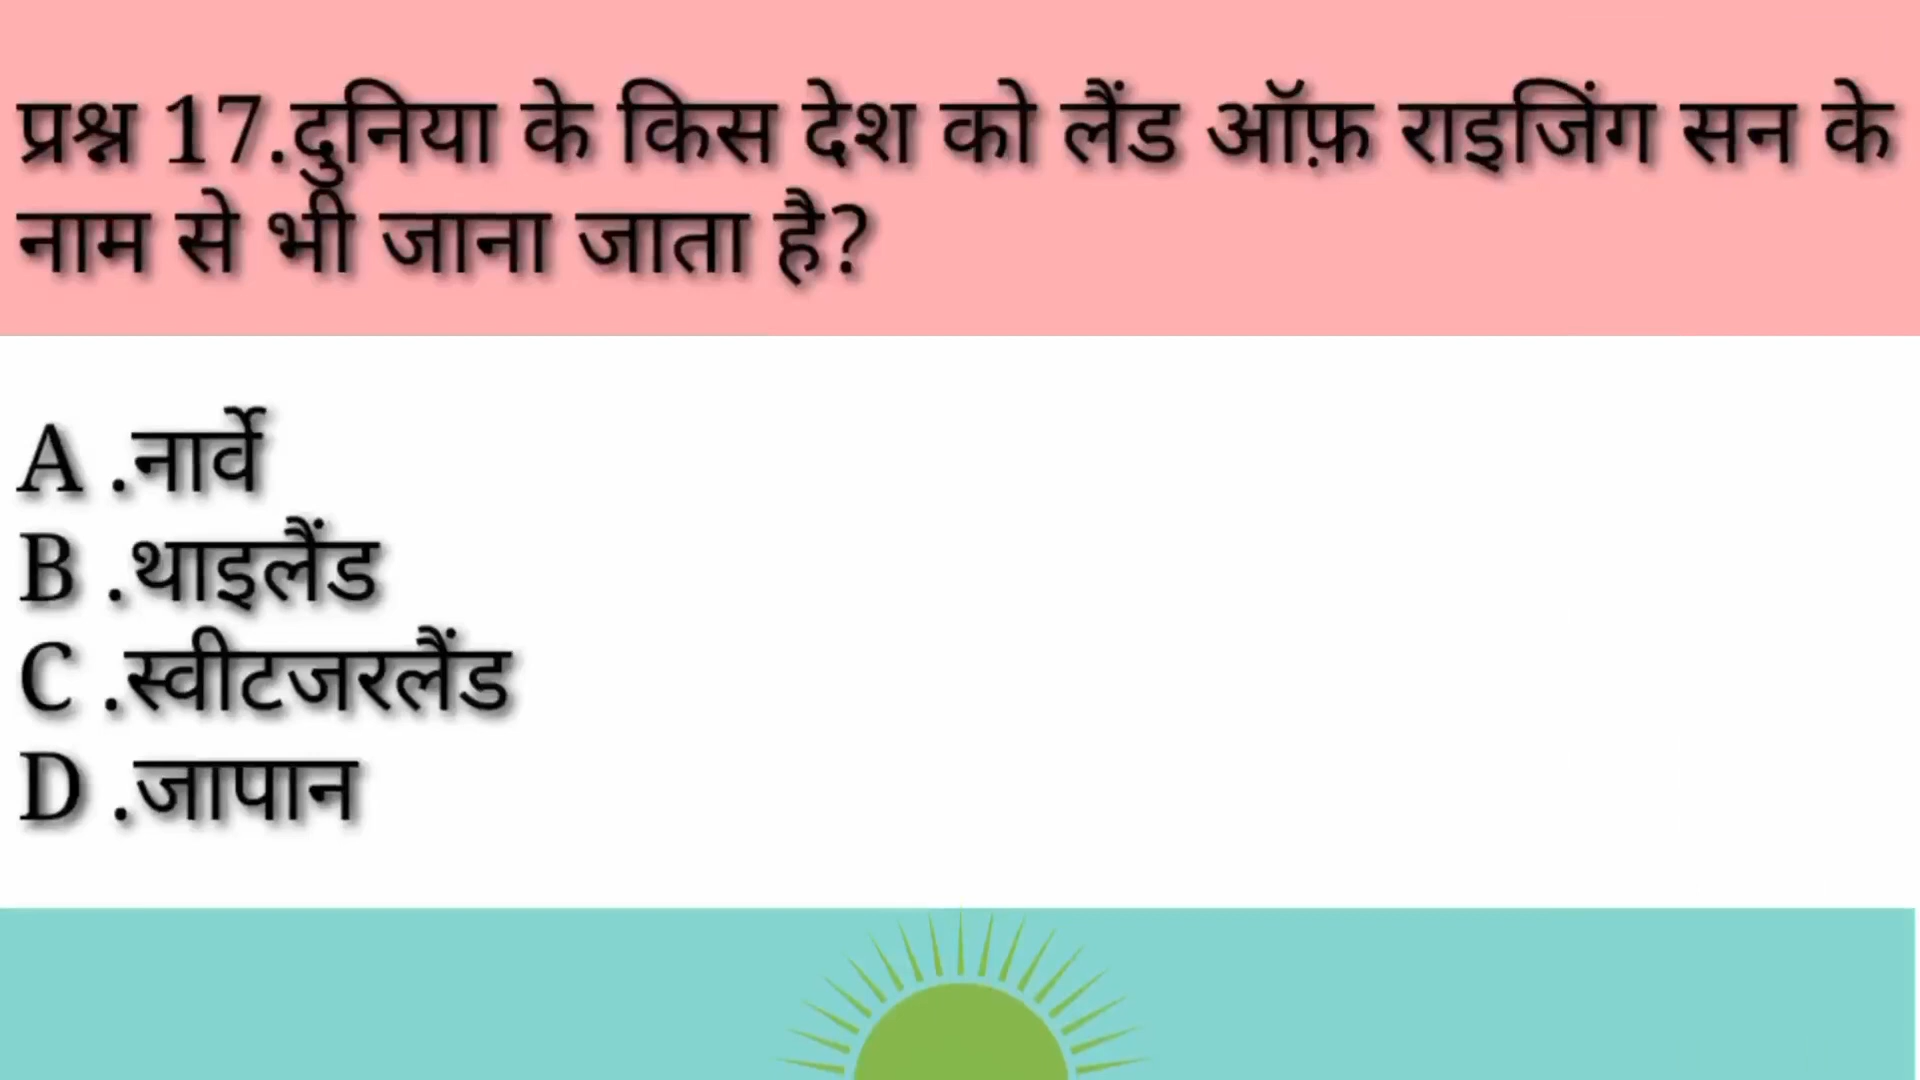 प्रश्न 17.दुनिया के किस देश को लैंड ऑफ़ राइजिंग सन के
नाम से भी जाना जाता है?
A .नार्वे
B .थाइलैंड
C .स्वीटजरलैंड
D .जापान